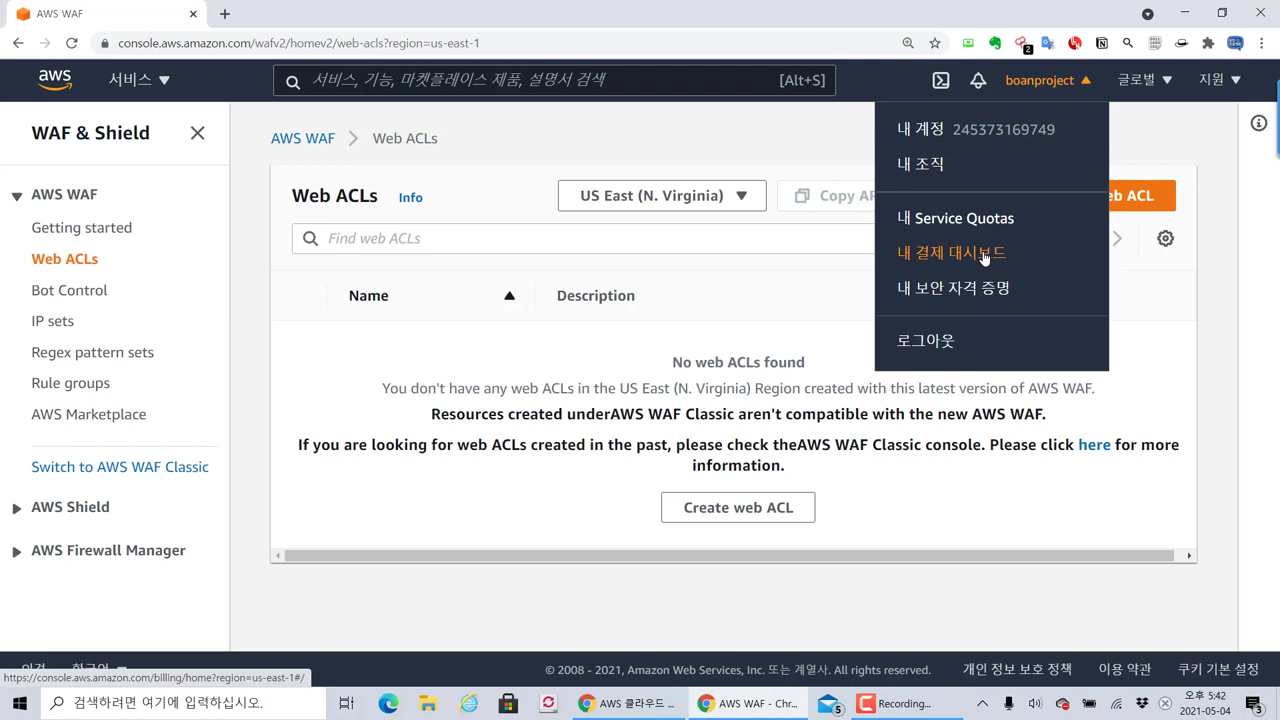 AWS WAF
console.aws.amazon.com/wafv2/homev2/web-acls?region=us-east-1
2
aws
서비스
서비스, 기능, 마켓플레이스 제품, 설명서 검색
[Alt+S]
boanproject
글로벌
지원
WAF & Shield
AWS WAF
Getting started
Web ACLs
Bot Control
IP sets
Regex pattern sets
Rule groups
AWS Marketplace
Switch to AWS WAF Classic
AWS Shield
AWS Firewall Manager
AWS WAF
Web ACLs
Web ACLs
Info
US East (N. Virginia)
Copy AR
eb ACL
Find web ACLs
Name
Description
No web ACLs found
You don't have any web ACLs in the US East (N. Virginia) Region created with this latest version of AWS WAF.
Resources created underAWS WAF Classic aren't compatible with the new AWS WAF.
If you are looking for web ACLs created in the past, please check theAWS WAF Classic console. Please click here for more
information.
Create web ACL
내 계정 245373169749
내 조직
내 Service Quotas
내 결제 대시보드
내 보안 자격 증명
로그아웃
한국어
© 2008 - 2021, Amazon Web Services, Inc. 또는 계열사. All rights reserved.
개인 정보 보호 정책
이용 약관
쿠키 기본 설정
https://console.aws.amazon.com/billing/home?region=us-east-1#/
검색하려면 여기에 입력하십시오.
AWS 클라우드 ...
AWS WAF - Chr...
5
Recording...
오후 5:42
2021-05-04
3